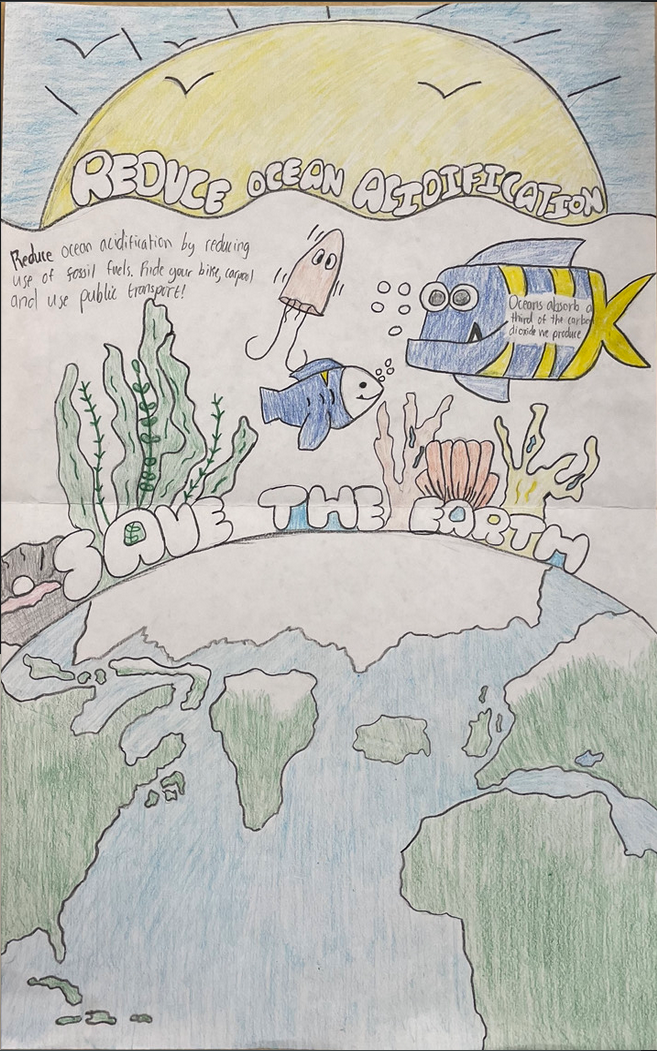 REDUCE OCEAN ACIDIFICATION
Reduce ocean acidification by reducing
use of fossil fuels. Ride your bike, carpool
and use public transport!
Oceans absorb a
third of the carbon
dioxide we produce
SAVE THE EARTH